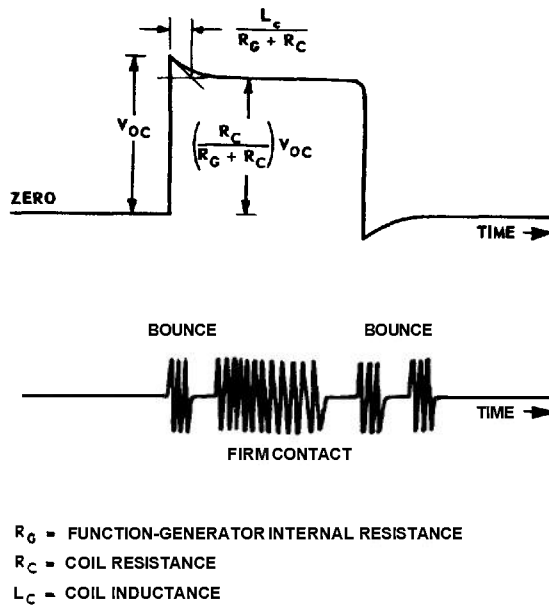 L_C
R_G + R_C
V_OC
(R_C / R_G + R_C) V_OC
ZERO
TIME
BOUNCE BOUNCE
TIME
FIRM CONTACT
R_G = FUNCTION-GENERATOR INTERNAL RESISTANCE
R_C = COIL RESISTANCE
L_C = COIL INDUCTANCE